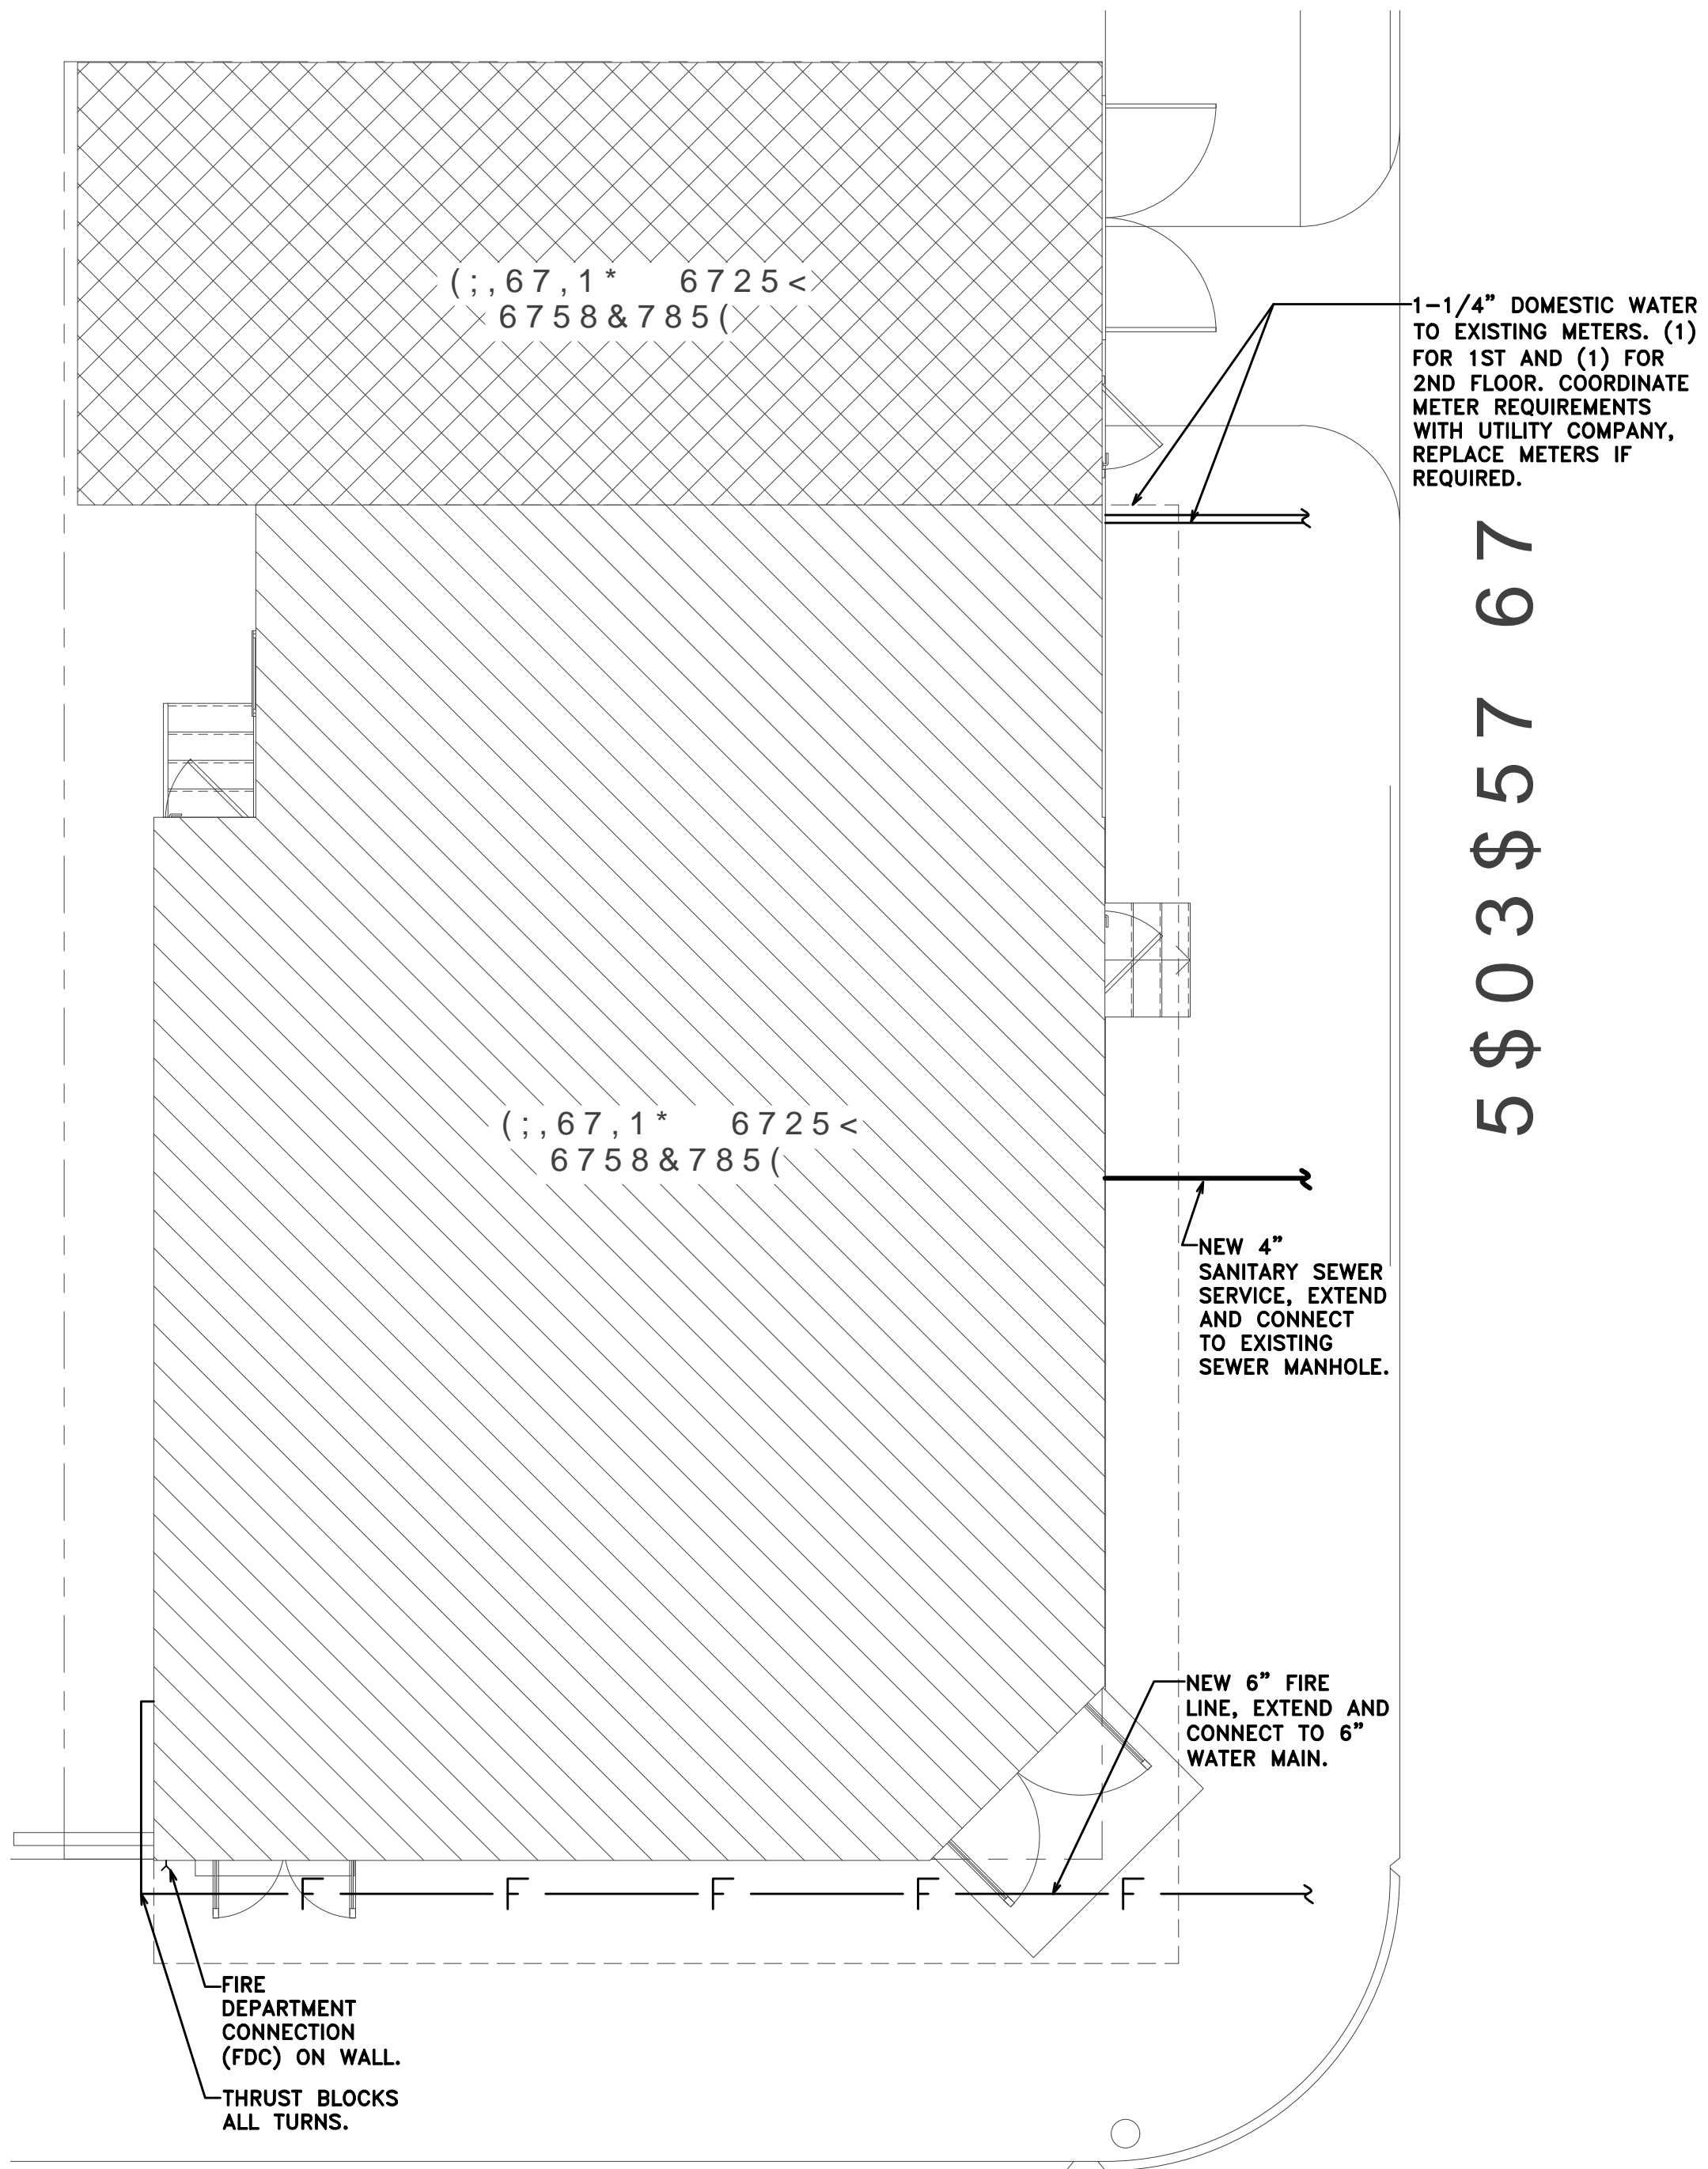 (;,67,1* 6725<
6758&785(
1-1/4" DOMESTIC WATER
TO EXISTING METERS. (1)
FOR 1ST AND (1) FOR
2ND FLOOR. COORDINATE
METER REQUIREMENTS
WITH UTILITY COMPANY,
REPLACE METERS IF
REQUIRED.
5$03$57 67
(;,67,1* 6725<
6758&785(
NEW 4"
SANITARY SEWER
SERVICE, EXTEND
AND CONNECT
TO EXISTING
SEWER MANHOLE.
NEW 6" FIRE
LINE, EXTEND AND
CONNECT TO 6"
WATER MAIN.
F F F F F
FIRE
DEPARTMENT
CONNECTION
(FDC) ON WALL.
THRUST BLOCKS
ALL TURNS.